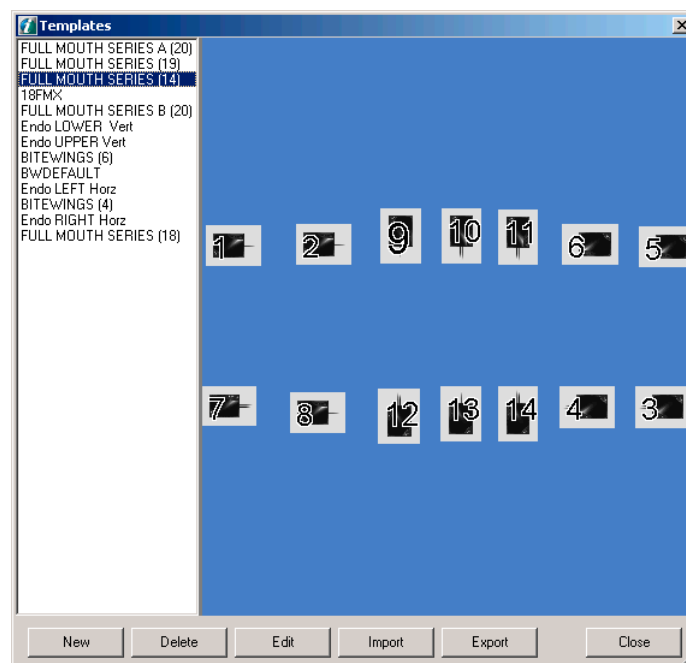 Templates
FULL MOUTH SERIES A (20)
FULL MOUTH SERIES (19)
FULL MOUTH SERIES (14)
18FMX
FULL MOUTH SERIES B (20)
Endo LOWER Vert
Endo UPPER Vert
BITEWINGS (6)
BWDEFAULT
Endo LEFT Horz
BITEWINGS (4)
Endo RIGHT Horz
FULL MOUTH SERIES (18)
1 2 9 10 11 6 5
7 8 12 13 14 4 3
New Delete Edit Import Export Close